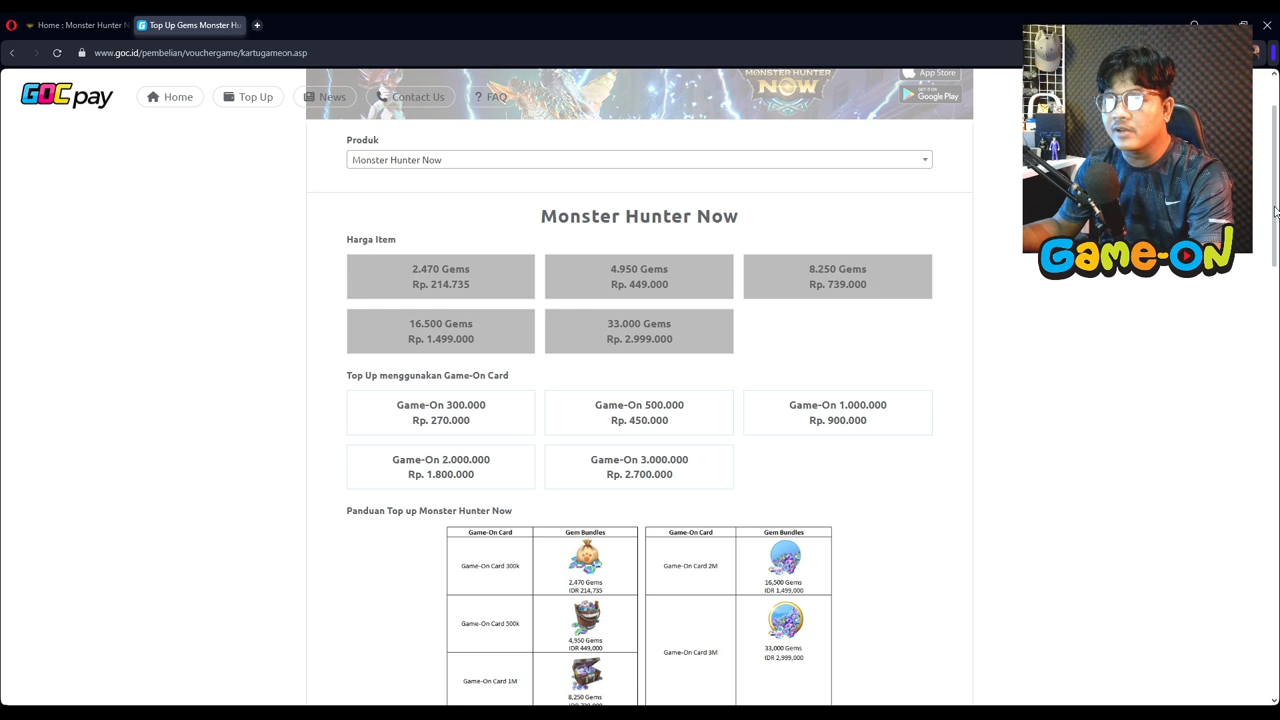 Home : Monster Hunter N
Top Up Gems Monster Hu
www.goc.id/pembelian/vouchergame/kartugameon.asp
GOC pay
Home
Top Up
News
Contact Us
? FAQ
MONSTER HUNTER
NOW
App Store
GET IT ON
Google Play
Produk
Monster Hunter Now
Monster Hunter Now
Harga Item
2.470 Gems
Rp. 214.735
4.950 Gems
Rp. 449.000
8.250 Gems
Rp. 739.000
16.500 Gems
Rp. 1.499.000
33.000 Gems
Rp. 2.999.000
Top Up menggunakan Game-On Card
Game-On 300.000
Rp. 270.000
Game-On 500.000
Rp. 450.000
Game-On 1.000.000
Rp. 900.000
Game-On 2.000.000
Rp. 1.800.000
Game-On 3.000.000
Rp. 2.700.000
Panduan Top up Monster Hunter Now
Game-On Card
Gem Bundles
Game-On Card 300k
2,470 Gems
IDR 214,735
Game-On Card 500k
4,950 Gems
IDR 449,000
Game-On Card 1M
8,250 Gems
Game-On Card
Gem Bundles
Game-On Card 2M
16,500 Gems
IDR 1,499,000
Game-On Card 3M
33,000 Gems
IDR 2,999,000
GAMe-ON